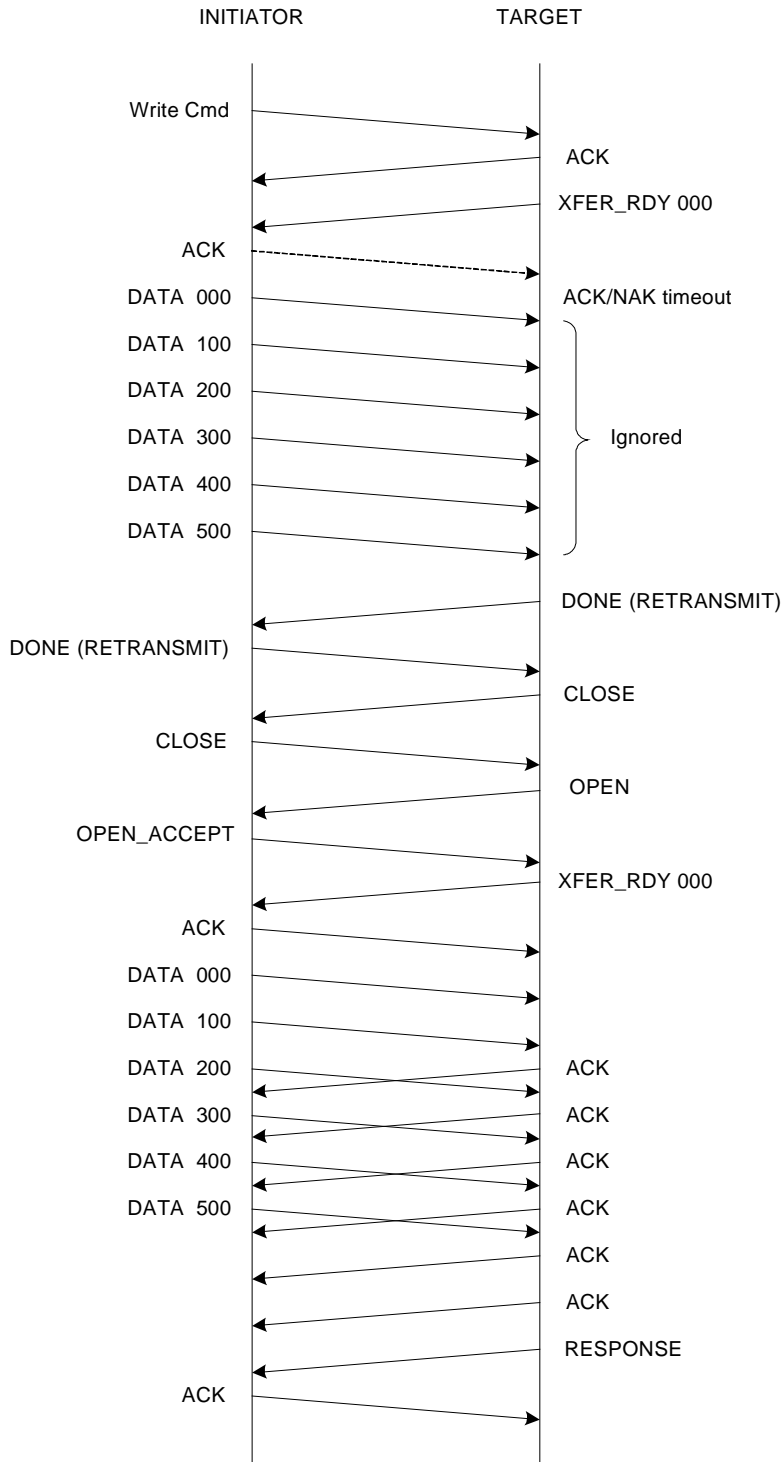 INITIATOR TARGET
Write Cmd
ACK
XFER_RDY 000
ACK
DATA 000 ACK/NAK timeout
DATA 100
DATA 200
DATA 300 Ignored
DATA 400
DATA 500
DONE (RETRANSMIT)
DONE (RETRANSMIT)
CLOSE
CLOSE
OPEN
OPEN_ACCEPT
XFER_RDY 000
ACK
DATA 000
DATA 100
DATA 200 ACK
DATA 300 ACK
DATA 400 ACK
DATA 500 ACK
ACK
ACK
RESPONSE
ACK